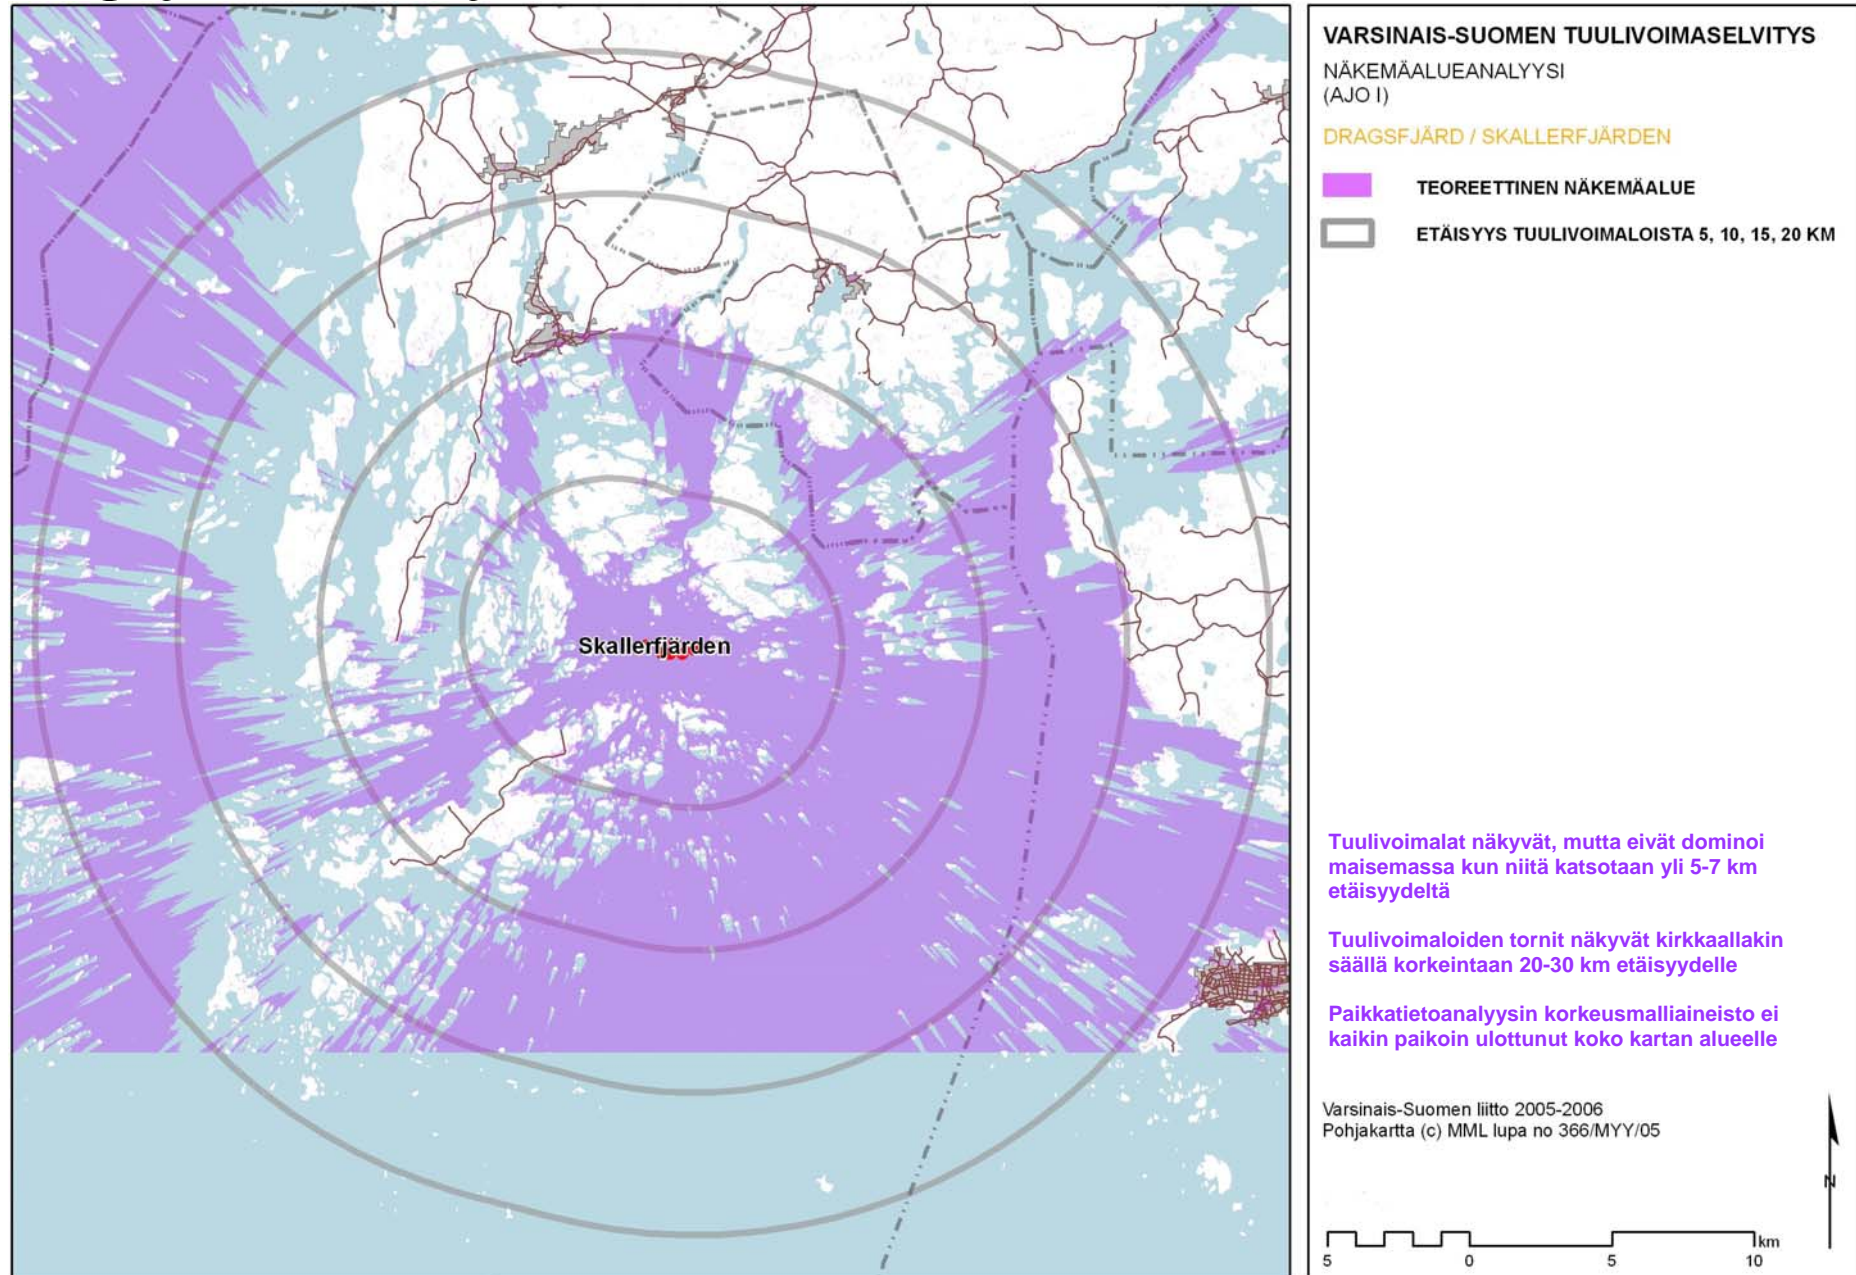 VARSINAIS-SUOMEN TUULIVOIMASELVITYS
NÄKEMÄALUEANALYYSI
(AJO I)
DRAGSFJÄRD / SKALLERFJÄRDEN
TEOREETTINEN NÄKEMÄALUE
ETÄISYYS TUULIVOIMALOISTA 5, 10, 15, 20 KM
Skallerfjärden
Tuulivoimalat näkyvät, mutta eivät dominoi
maisemassa kun niitä katsotaan yli 5-7 km
etäisyydeltä
Tuulivoimaloiden tornit näkyvät kirkkaallakin
säällä korkeintaan 20-30 km etäisyydelle
Paikkatietoanalyysin korkeusmalliaineisto ei
kaikin paikoin ulottunut koko kartan alueelle
Varsinais-Suomen liitto 2005-2006
Pohjakartta (c) MML lupa no 366/MYY/05
N
km
5 0 5 10